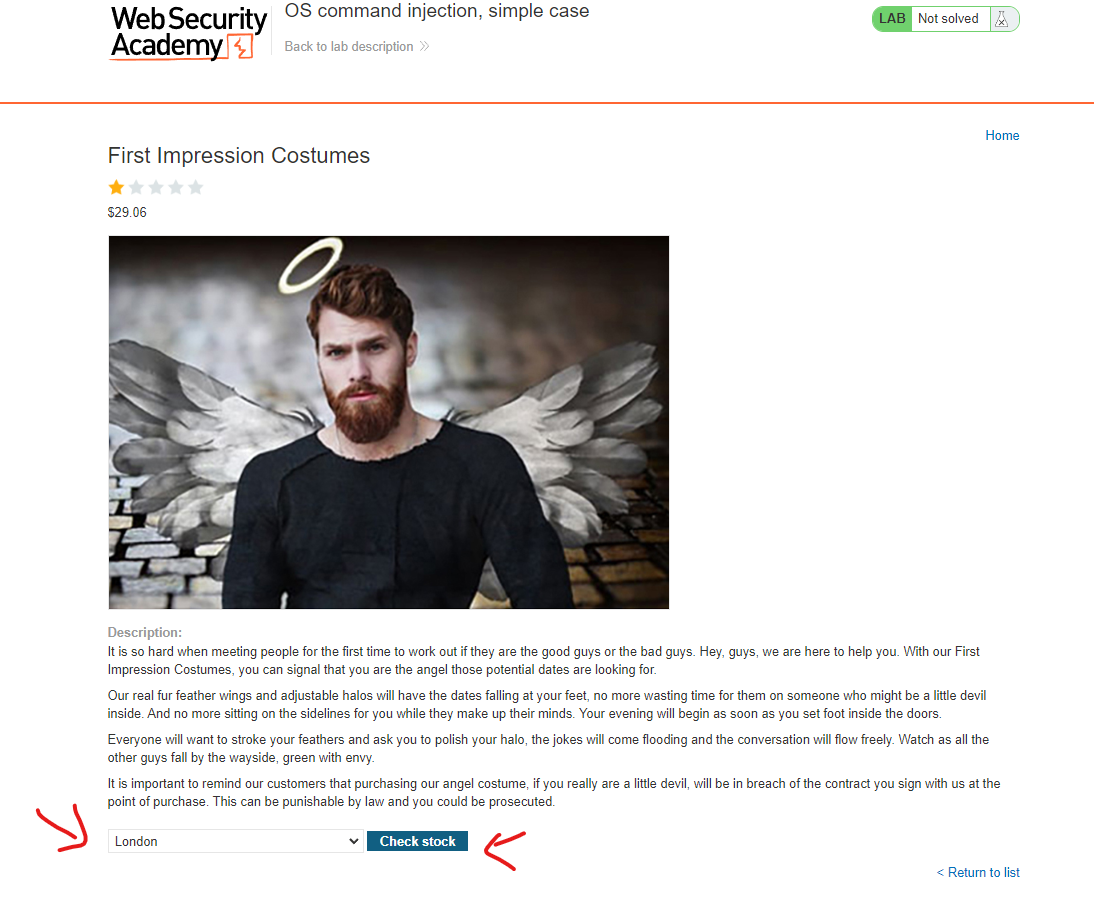 Web Security
Academy
OS command injection, simple case
Back to lab description
LAB Not solved
Home
First Impression Costumes
$29.06
Description:
It is so hard when meeting people for the first time to work out if they are the good guys or the bad guys. Hey, guys, we are here to help you. With our First
Impression Costumes, you can signal that you are the angel those potential dates are looking for.
Our real fur feather wings and adjustable halos will have the dates falling at your feet, no more wasting time for them on someone who might be a little devil
inside. And no more sitting on the sidelines for you while they make up their minds. Your evening will begin as soon as you set foot inside the doors.
Everyone will want to stroke your feathers and ask you to polish your halo, the jokes will come flooding and the conversation will flow freely. Watch as all the
other guys fall by the wayside, green with envy.
It is important to remind our customers that purchasing our angel costume, if you really are a little devil, will be in breach of the contract you sign with us at the
point of purchase. This can be punishable by law and you could be prosecuted.
London Check stock
< Return to list